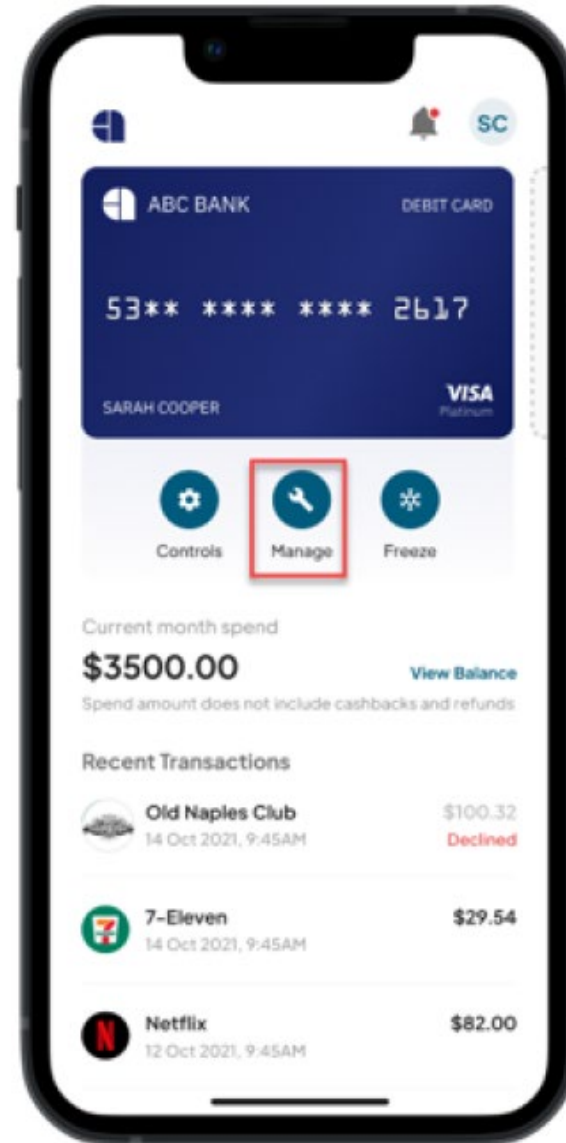 SC
ABC BANK
DEBIT CARD
53** **** **** 2617
SARAH COOPER
VISA
Platinum
Controls
Manage
Freeze
Current month spend
$3500.00
View Balance
Spend amount does not include cashbacks and refunds
Recent Transactions
Old Naples Club
$100.32
14 Oct 2021, 9:45AM
Declined
7-Eleven
$29.54
14 Oct 2021, 9:45AM
Netflix
$82.00
12 Oct 2021, 9:45AM